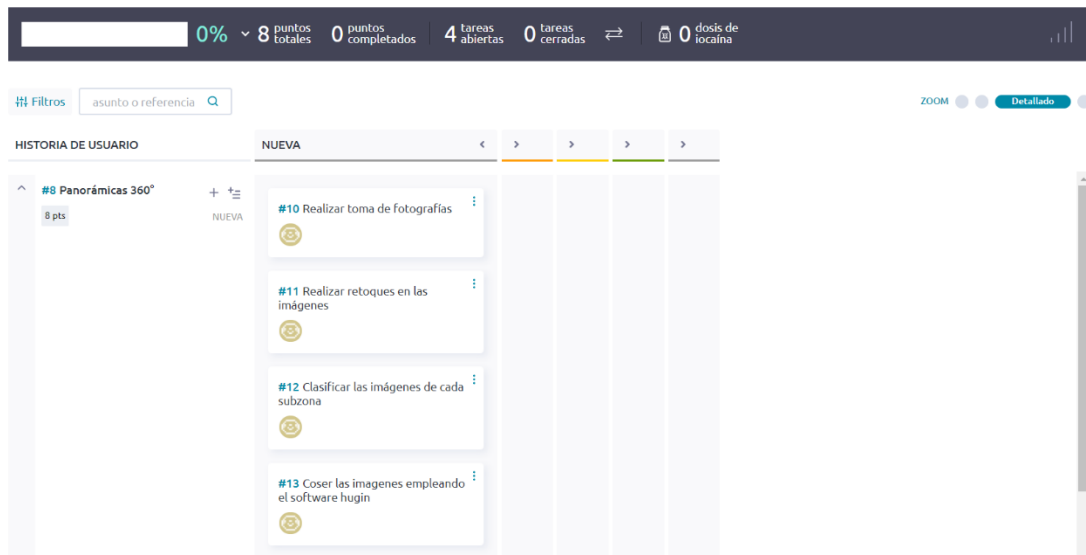 0% 8 puntos totales 0 puntos completados 4 tareas abiertas 0 tareas cerradas 0 dosis de iocaína
Filtros asunto o referencia ZOOM Detallado
HISTORIA DE USUARIO NUEVA
#8 Panorámicas 360°
8 pts NUEVA
#10 Realizar toma de fotografías
#11 Realizar retoques en las
imágenes
#12 Clasificar las imágenes de cada
subzona
#13 Coser las imagenes empleando
el software hugin